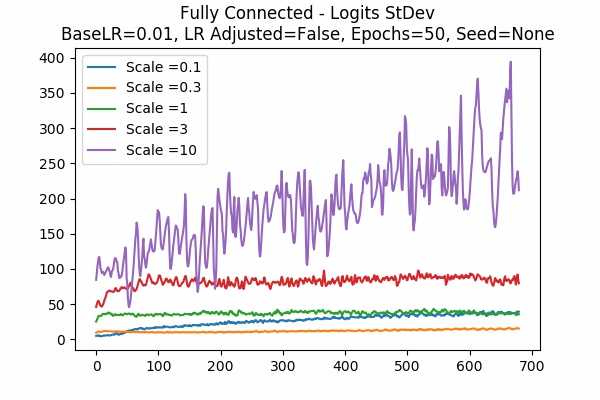 Fully Connected - Logits StDev
BaseLR=0.01, LR Adjusted=False, Epochs=50, Seed=None
400
350
300
250
200
150
100
50
0
Scale =0.1
Scale =0.3
Scale =1
Scale =3
Scale =10
0 100 200 300 400 500 600 700